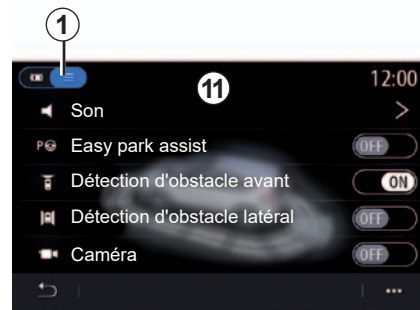 1
11
12:00
Son
P Easy park assist OFF
Détection d'obstacle avant ON
Détection d'obstacle latéral OFF
Caméra OFF